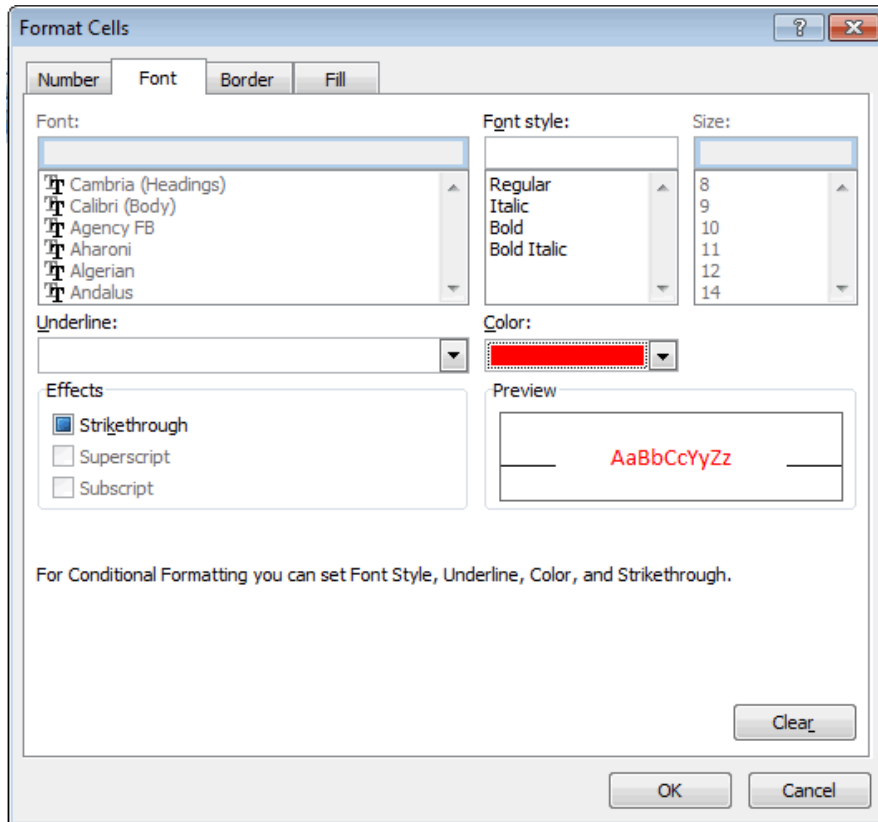 Format Cells
Number Font Border Fill
Font: Font style: Size:
Cambria (Headings) Regular 8
Calibri (Body) Italic 9
Agency FB Bold 10
Aharoni Bold Italic 11
Algerian 12
Andalus 14
Underline: Color:
Effects Preview
Strikethrough
AaBbCcYyZz
Superscript
Subscript
For Conditional Formatting you can set Font Style, Underline, Color, and Strikethrough.
Clear
OK Cancel